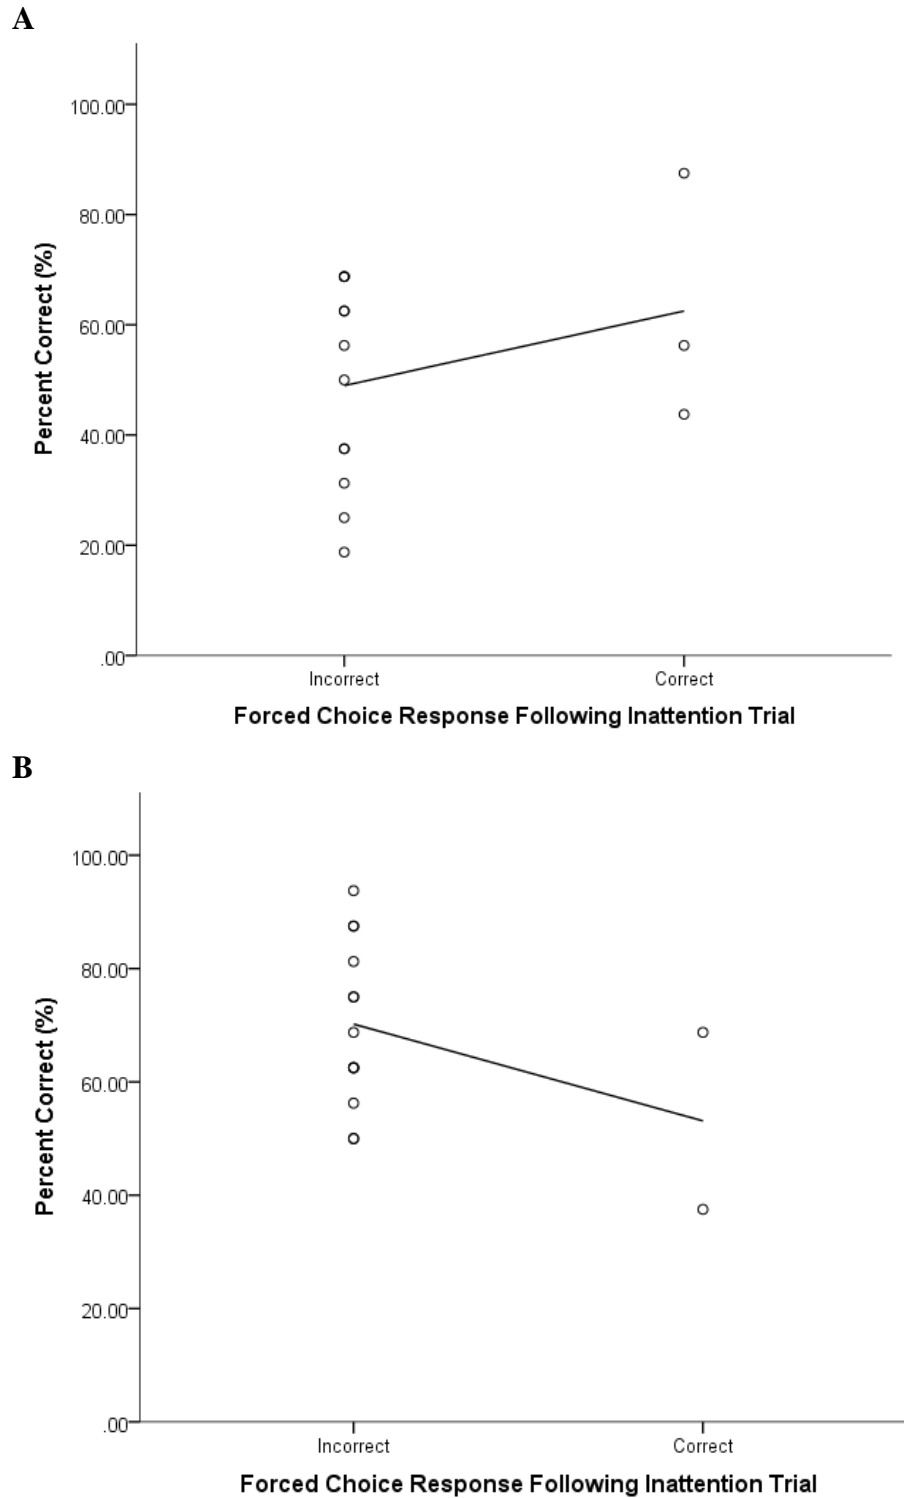 A
100.00
80.00
60.00
40.00
20.00
.00
Percent Correct (%)
Incorrect Correct
Forced Choice Response Following Inattention Trial
B
100.00
80.00
60.00
40.00
20.00
.00
Percent Correct (%)
Incorrect Correct
Forced Choice Response Following Inattention Trial